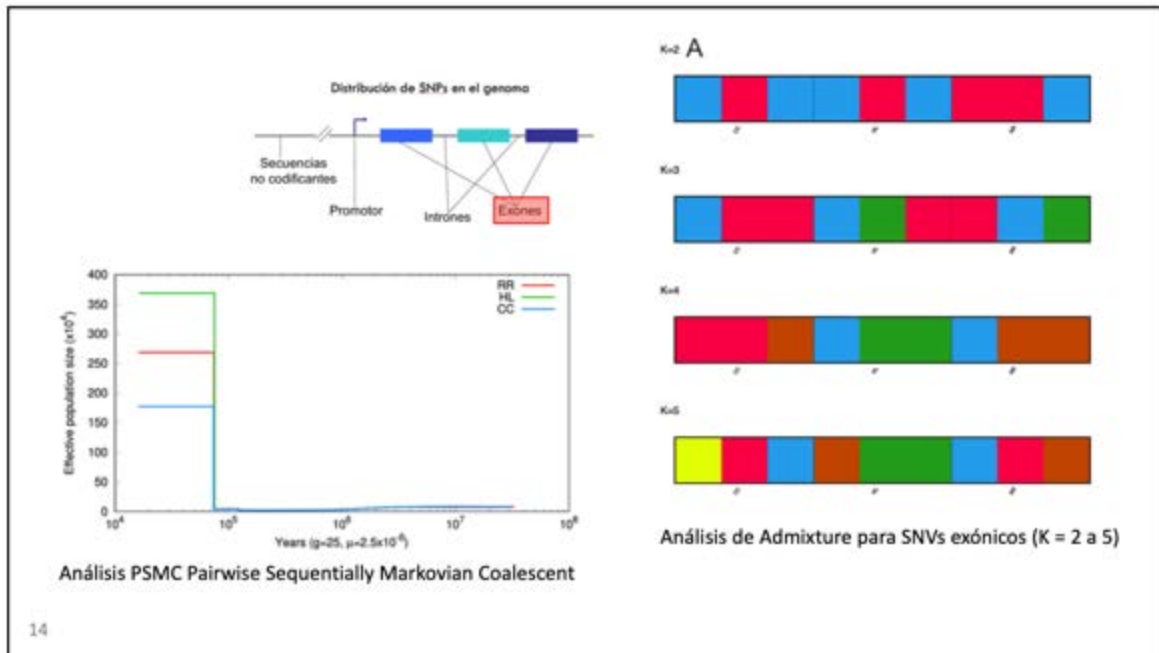 Distribución de SNPs en el genoma
Secuencias
no codificantes
Promotor
Intrones
Exones
400
350
300
250
200
150
100
50
0
Effective population size (x10⁴)
RR
HL
CC
10⁴
10⁵
10⁶
10⁷
10⁸
Years (g=25, μ=2.5x10⁻⁸)
Análisis PSMC Pairwise Sequentially Markovian Coalescent
K=2 A
K=3
K=4
K=5
Análisis de Admixture para SNVs exónicos (K = 2 a 5)
14